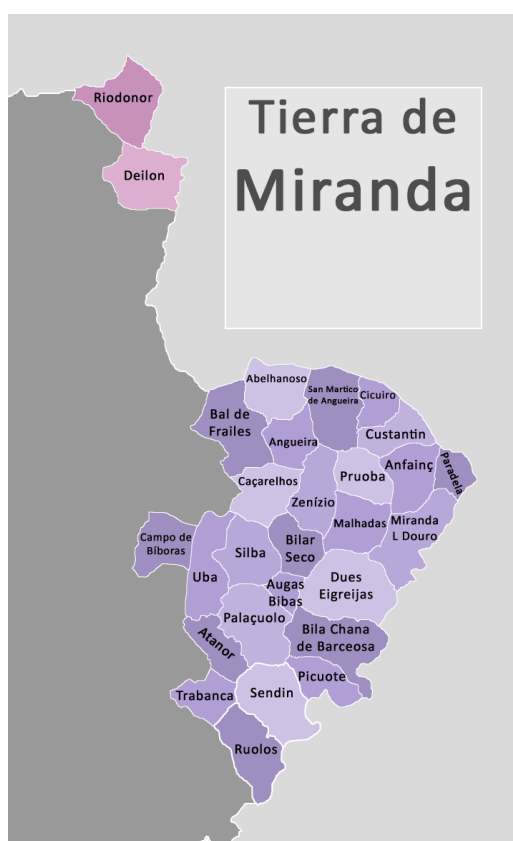 Riodonor
Deilon
Tierra de
Miranda
Abelhanoso
San Martico
de Angueira
Cicuiro
Bal de
Frailes
Custantin
Angueira
Anfainç
Paradela
Pruoba
Caçarelhos
Zenízio
Malhadas
Miranda
L Douro
Campo de
Bíboras
Silba
Bilar
Seco
Uba
Augas
Bibas
Dues
Eigreijas
Palaçuolo
Atanor
Bila Chana
de Barceosa
Picuote
Trabanca
Sendin
Ruolos